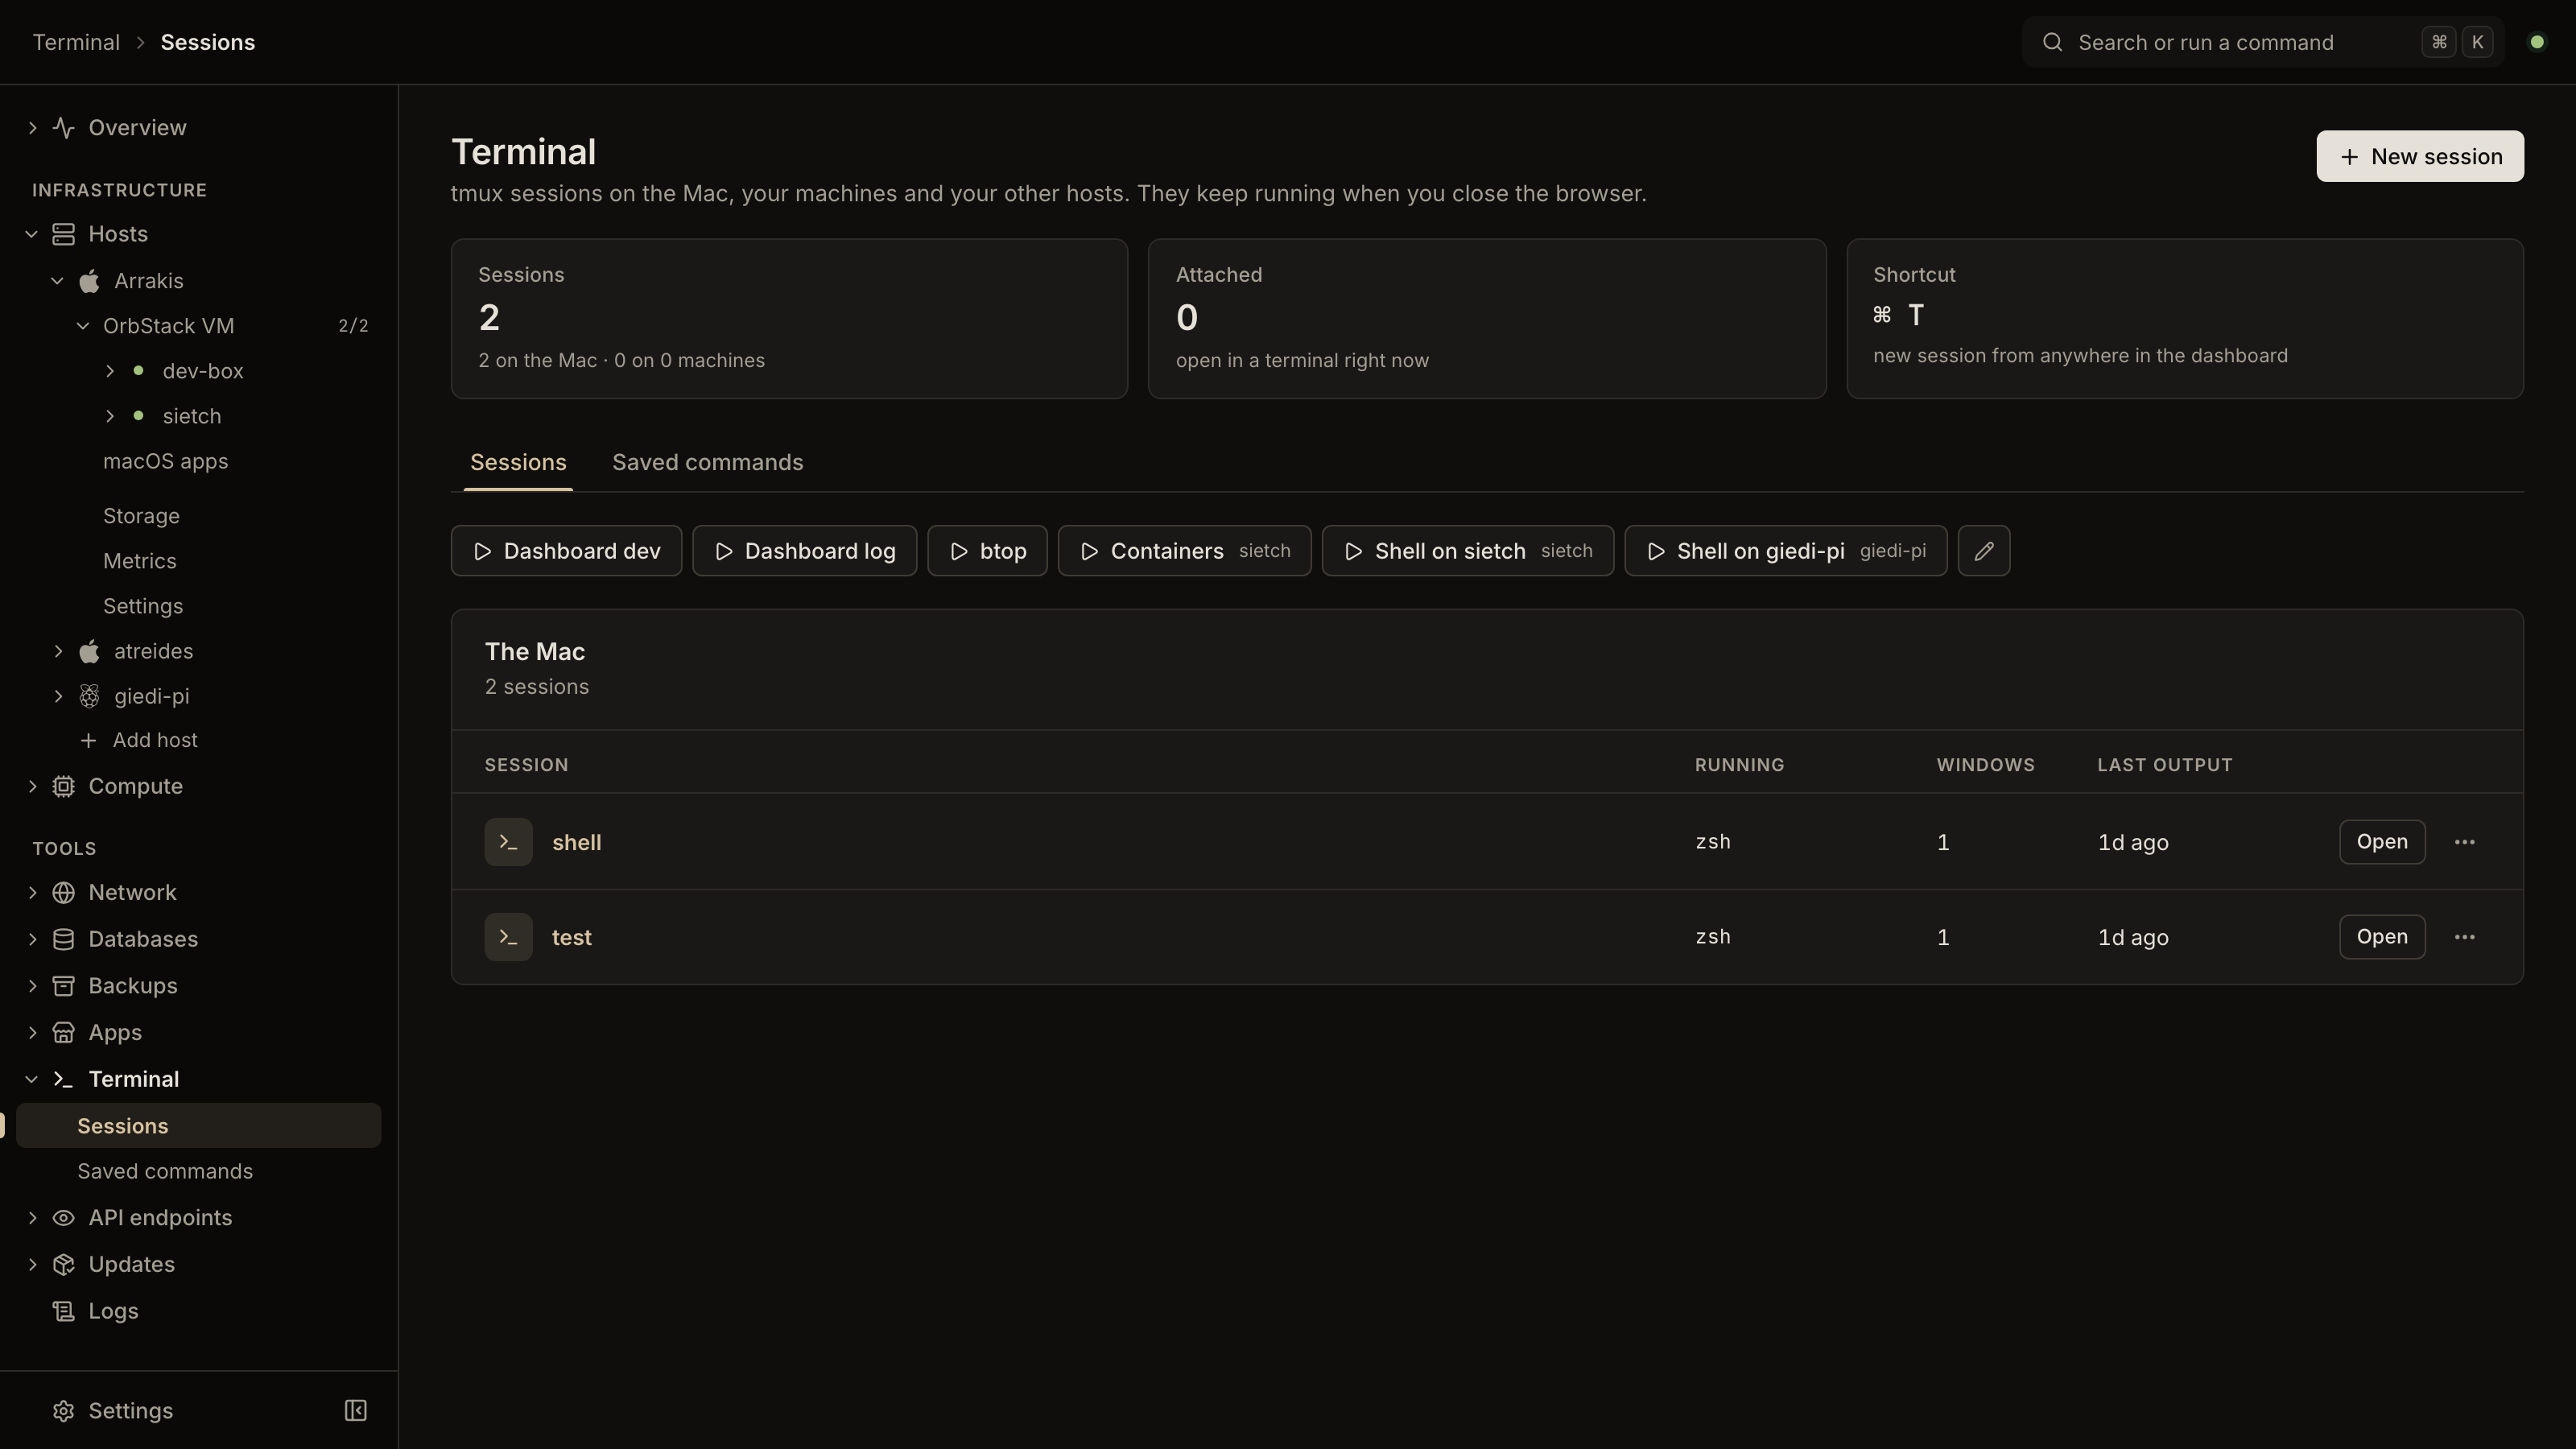 Terminal > Sessions
Search or run a command ⌘ K
Overview
INFRASTRUCTURE
Hosts
Arrakis
OrbStack VM 2/2
dev-box
sietch
macOS apps
Storage
Metrics
Settings
atreides
giedi-pi
+ Add host
Compute
TOOLS
Network
Databases
Backups
Apps
Terminal
Sessions
Saved commands
API endpoints
Updates
Logs
Settings
Terminal
tmux sessions on the Mac, your machines and your other hosts. They keep running when you close the browser.
+ New session
Sessions
2
2 on the Mac · 0 on 0 machines
Attached
0
open in a terminal right now
Shortcut
⌘ T
new session from anywhere in the dashboard
Sessions Saved commands
Dashboard dev Dashboard log btop Containers sietch Shell on sietch sietch Shell on giedi-pi giedi-pi
The Mac
2 sessions
SESSION RUNNING WINDOWS LAST OUTPUT
shell zsh 1 1d ago Open
test zsh 1 1d ago Open